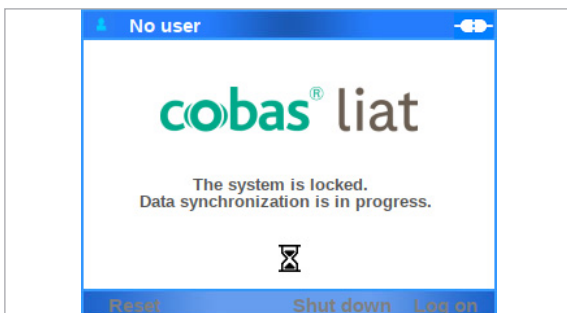 No user
cobas® liat
The system is locked.
Data synchronization is in progress.
Reset Shut down Log on